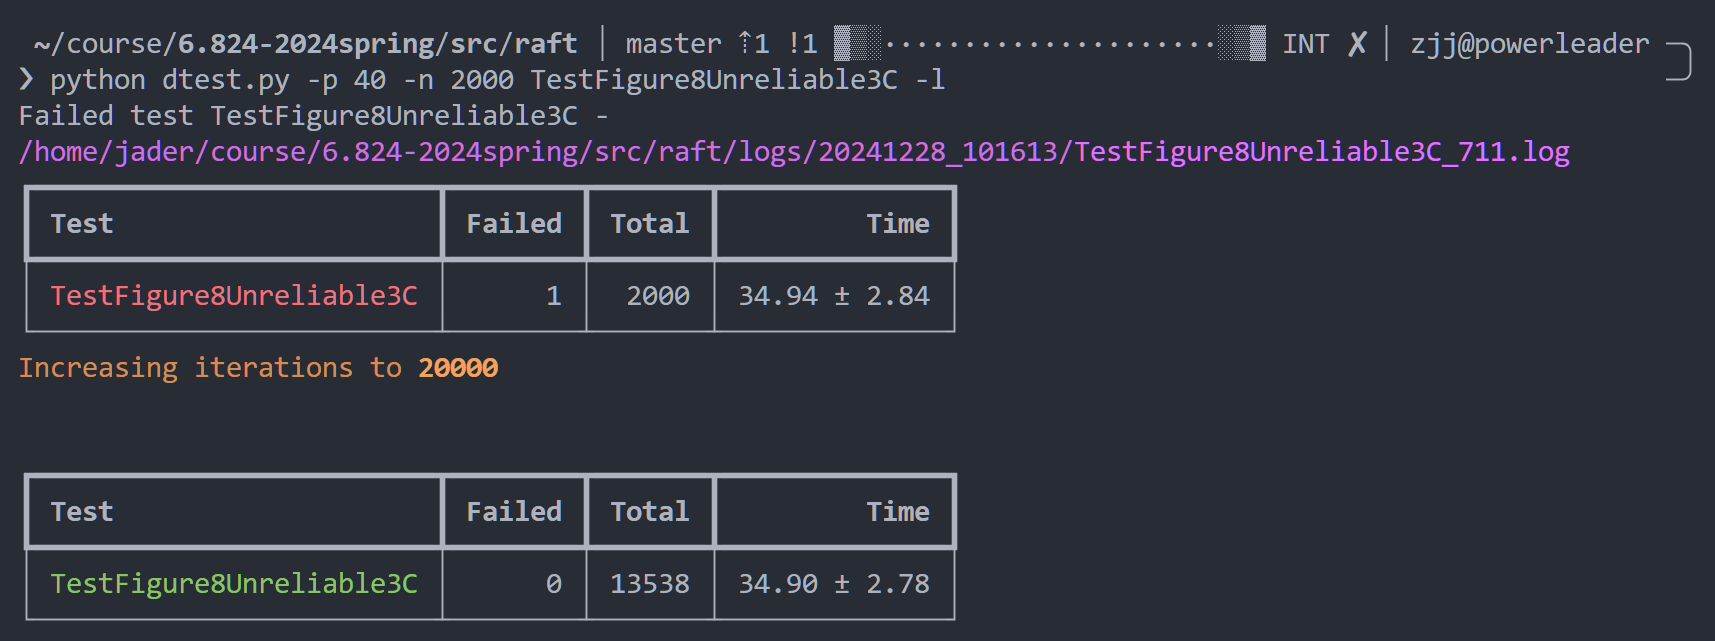 ~/course/6.824-2024spring/src/raft │ master ⇡1 !1 ▓▒░·····················░▒▓ INT ✘ │ zjj@powerleader ─╮
❯ python dtest.py -p 40 -n 2000 TestFigure8Unreliable3C -l
Failed test TestFigure8Unreliable3C -
/home/jader/course/6.824-2024spring/src/raft/logs/20241228_101613/TestFigure8Unreliable3C_711.log
Test Failed Total Time
TestFigure8Unreliable3C 1 2000 34.94 ± 2.84
Increasing iterations to 20000
Test Failed Total Time
TestFigure8Unreliable3C 0 13538 34.90 ± 2.78